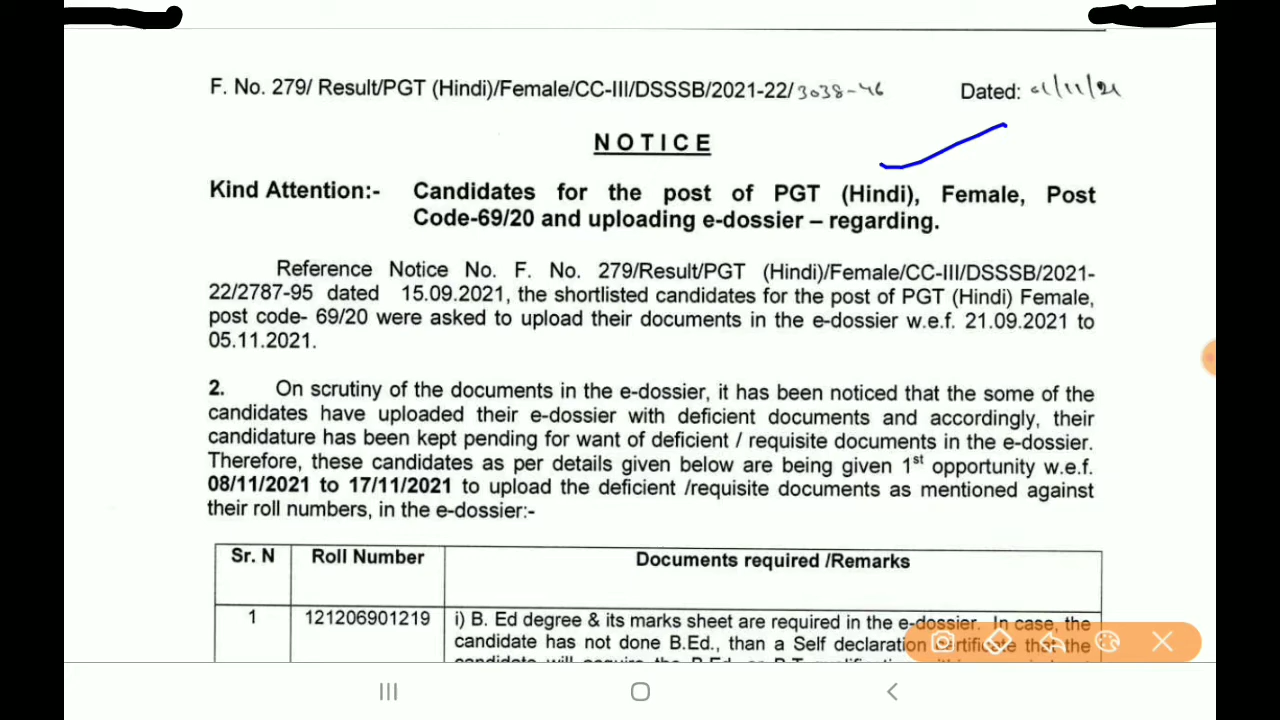 F. No. 279/ Result/PGT (Hindi)/Female/CC-III/DSSSB/2021-22/3038-46 Dated: 01/11/21
NOTICE
Kind Attention:- Candidates for the post of PGT (Hindi), Female, Post
Code-69/20 and uploading e-dossier – regarding.
Reference Notice No. F. No. 279/Result/PGT (Hindi)/Female/CC-III/DSSSB/2021-
22/2787-95 dated 15.09.2021, the shortlisted candidates for the post of PGT (Hindi) Female,
post code- 69/20 were asked to upload their documents in the e-dossier w.e.f. 21.09.2021 to
05.11.2021.
2. On scrutiny of the documents in the e-dossier, it has been noticed that the some of the
candidates have uploaded their e-dossier with deficient documents and accordingly, their
candidature has been kept pending for want of deficient / requisite documents in the e-dossier.
Therefore, these candidates as per details given below are being given 1st opportunity w.e.f.
08/11/2021 to 17/11/2021 to upload the deficient /requisite documents as mentioned against
their roll numbers, in the e-dossier:-
Sr. N Roll Number Documents required /Remarks
1 121206901219 i) B. Ed degree & its marks sheet are required in the e-dossier. In case, the
candidate has not done B.Ed., than a Self declaration certificate that the